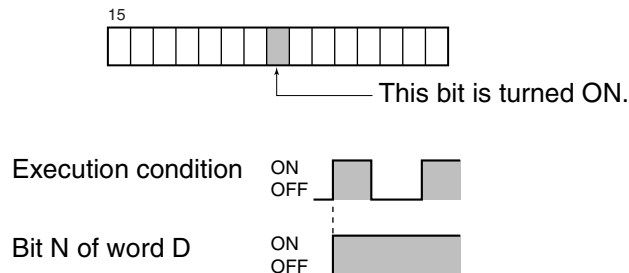 15
This bit is turned ON.
Execution condition ON
OFF
Bit N of word D ON
OFF